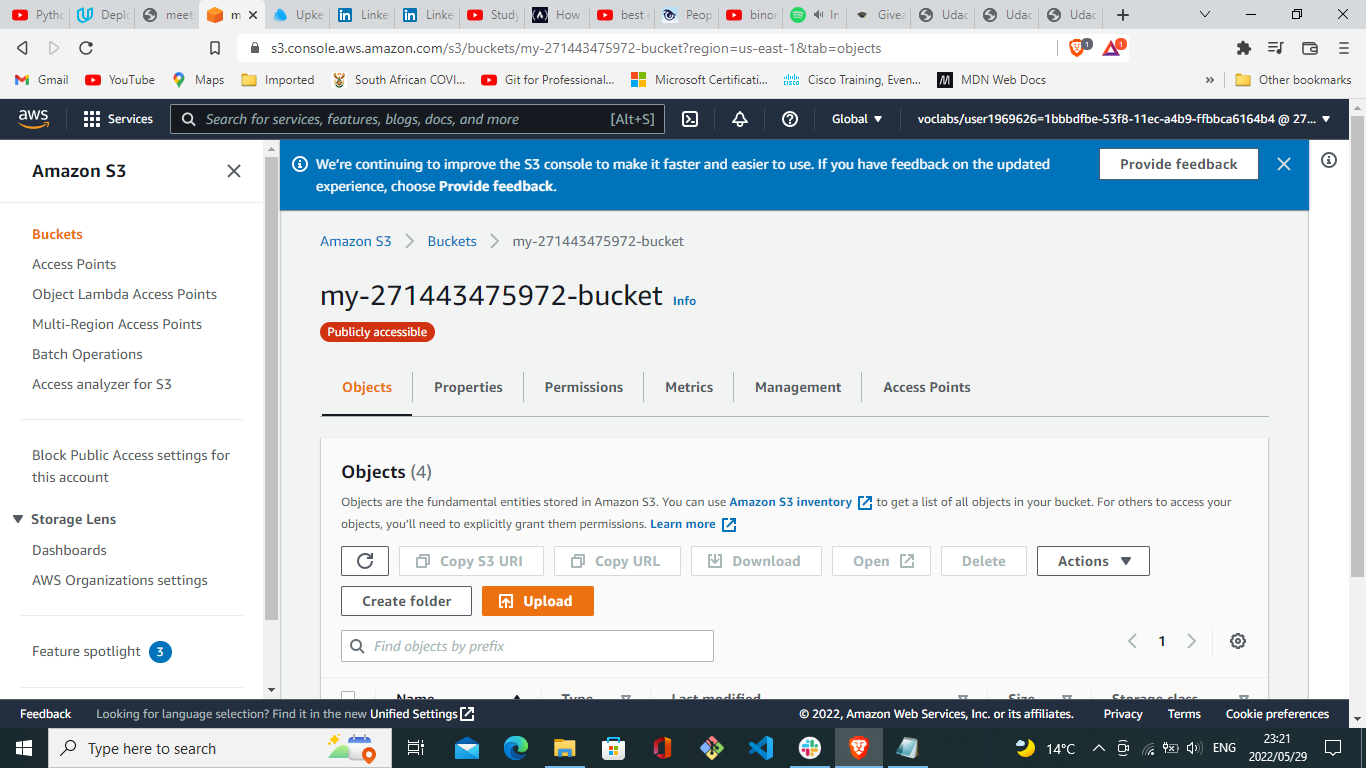 Pytho
Deplo
meet
m
Upke
Linke
Linke
Study
How
best
Peop
binor
In
Givea
Udac
Udac
Udac
s3.console.aws.amazon.com/s3/buckets/my-271443475972-bucket?region=us-east-1&tab=objects
1
1
Gmail
YouTube
Maps
Imported
South African COVI...
Git for Professional...
Microsoft Certificati...
Cisco Training, Even...
MDN Web Docs
»
Other bookmarks
aws
Services
Search for services, features, blogs, docs, and more
[Alt+S]
Global
voclabs/user1969626=1bbbdfbe-53f8-11ec-a4b9-ffbbca6164b4 @ 27...
Amazon S3
Buckets
Access Points
Object Lambda Access Points
Multi-Region Access Points
Batch Operations
Access analyzer for S3
Block Public Access settings for
this account
Storage Lens
Dashboards
AWS Organizations settings
Feature spotlight 3
We're continuing to improve the S3 console to make it faster and easier to use. If you have feedback on the updated
experience, choose Provide feedback.
Provide feedback
Amazon S3
Buckets
my-271443475972-bucket
my-271443475972-bucket Info
Publicly accessible
Objects
Properties
Permissions
Metrics
Management
Access Points
Objects (4)
Objects are the fundamental entities stored in Amazon S3. You can use Amazon S3 inventory to get a list of all objects in your bucket. For others to access your
objects, you'll need to explicitly grant them permissions. Learn more
Copy S3 URI
Copy URL
Download
Open
Delete
Actions
Create folder
Upload
Find objects by prefix
1
Name
Type
Last modified
Size
Storage class
Feedback
Looking for language selection? Find it in the new Unified Settings
© 2022, Amazon Web Services, Inc. or its affiliates.
Privacy
Terms
Cookie preferences
Type here to search
14°C
ENG
23:21
2022/05/29